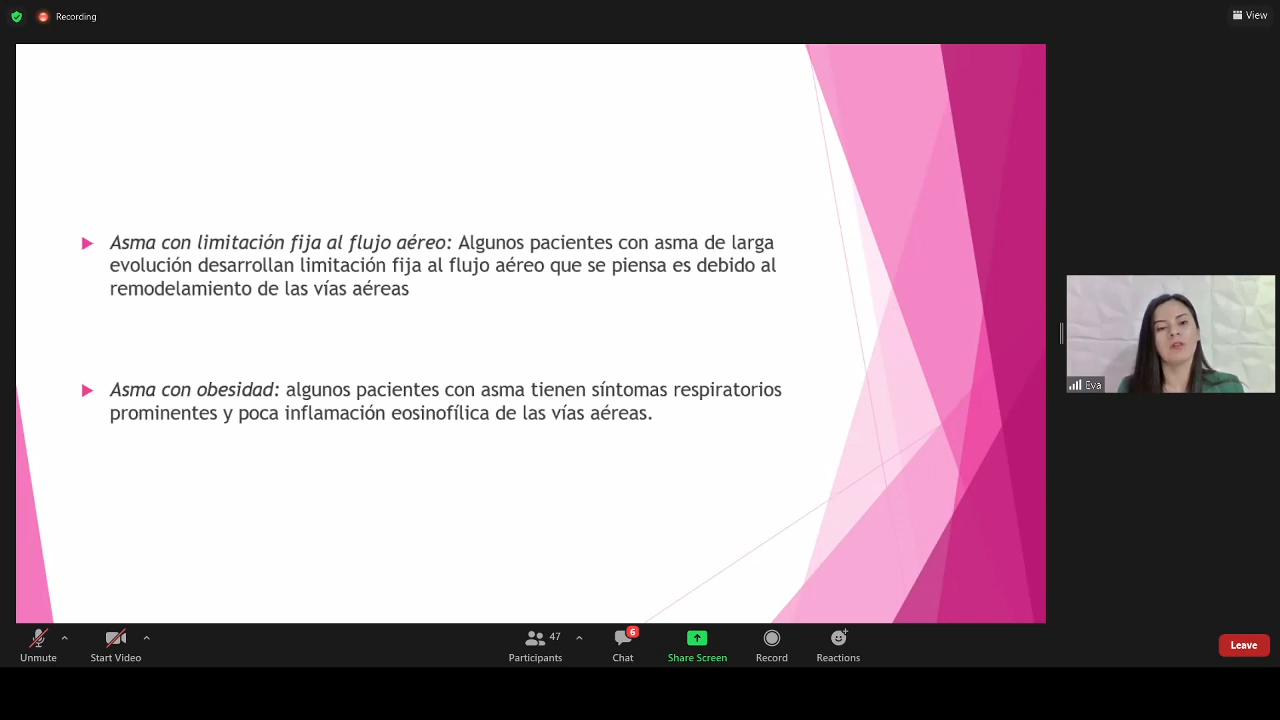 Recording
View
Asma con limitación fija al flujo aéreo: Algunos pacientes con asma de larga
evolución desarrollan limitación fija al flujo aéreo que se piensa es debido al
remodelamiento de las vías aéreas
Asma con obesidad: algunos pacientes con asma tienen síntomas respiratorios
prominentes y poca inflamación eosinofílica de las vías aéreas.
Eva
Unmute
Start Video
47
Participants
6
Chat
Share Screen
Record
Reactions
Leave